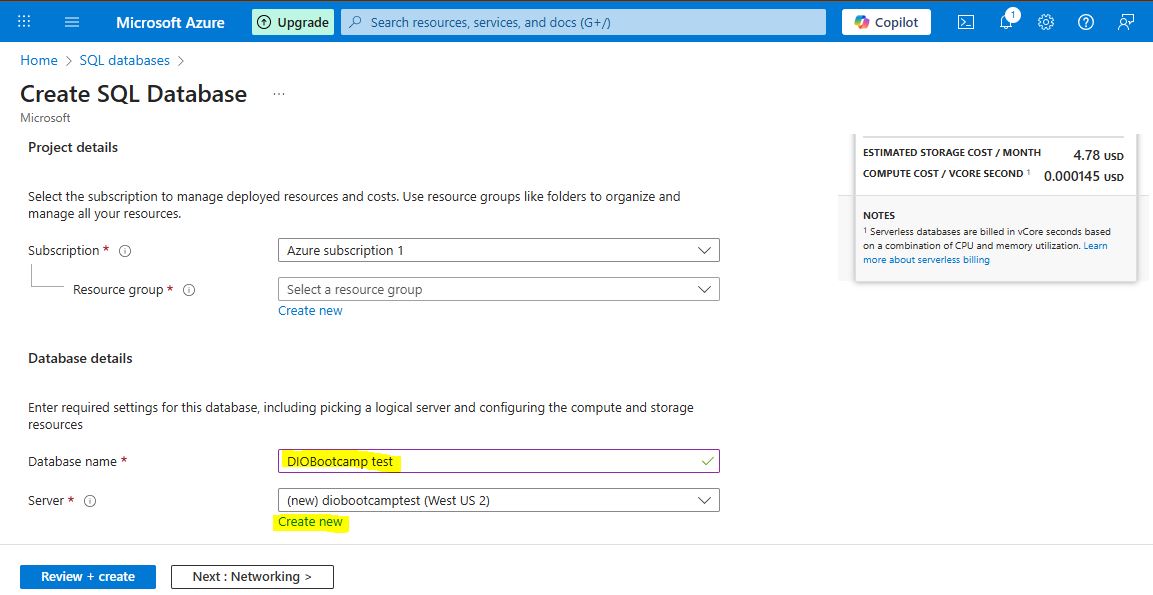 Microsoft Azure
Upgrade
Search resources, services, and docs (G+/)
Copilot
1
Home > SQL databases >
Create SQL Database ...
Microsoft
Project details
Select the subscription to manage deployed resources and costs. Use resource groups like folders to organize and
manage all your resources.
Subscription *
Azure subscription 1
Resource group *
Select a resource group
Create new
Database details
Enter required settings for this database, including picking a logical server and configuring the compute and storage
resources
Database name *
DIOBootcamp test
Server *
(new) diobootcamptest (West US 2)
Create new
Review + create
Next : Networking >
ESTIMATED STORAGE COST / MONTH 4.78 USD
COMPUTE COST / VCORE SECOND 1 0.000145 USD
NOTES
1 Serverless databases are billed in vCore seconds based
on a combination of CPU and memory utilization. Learn
more about serverless billing